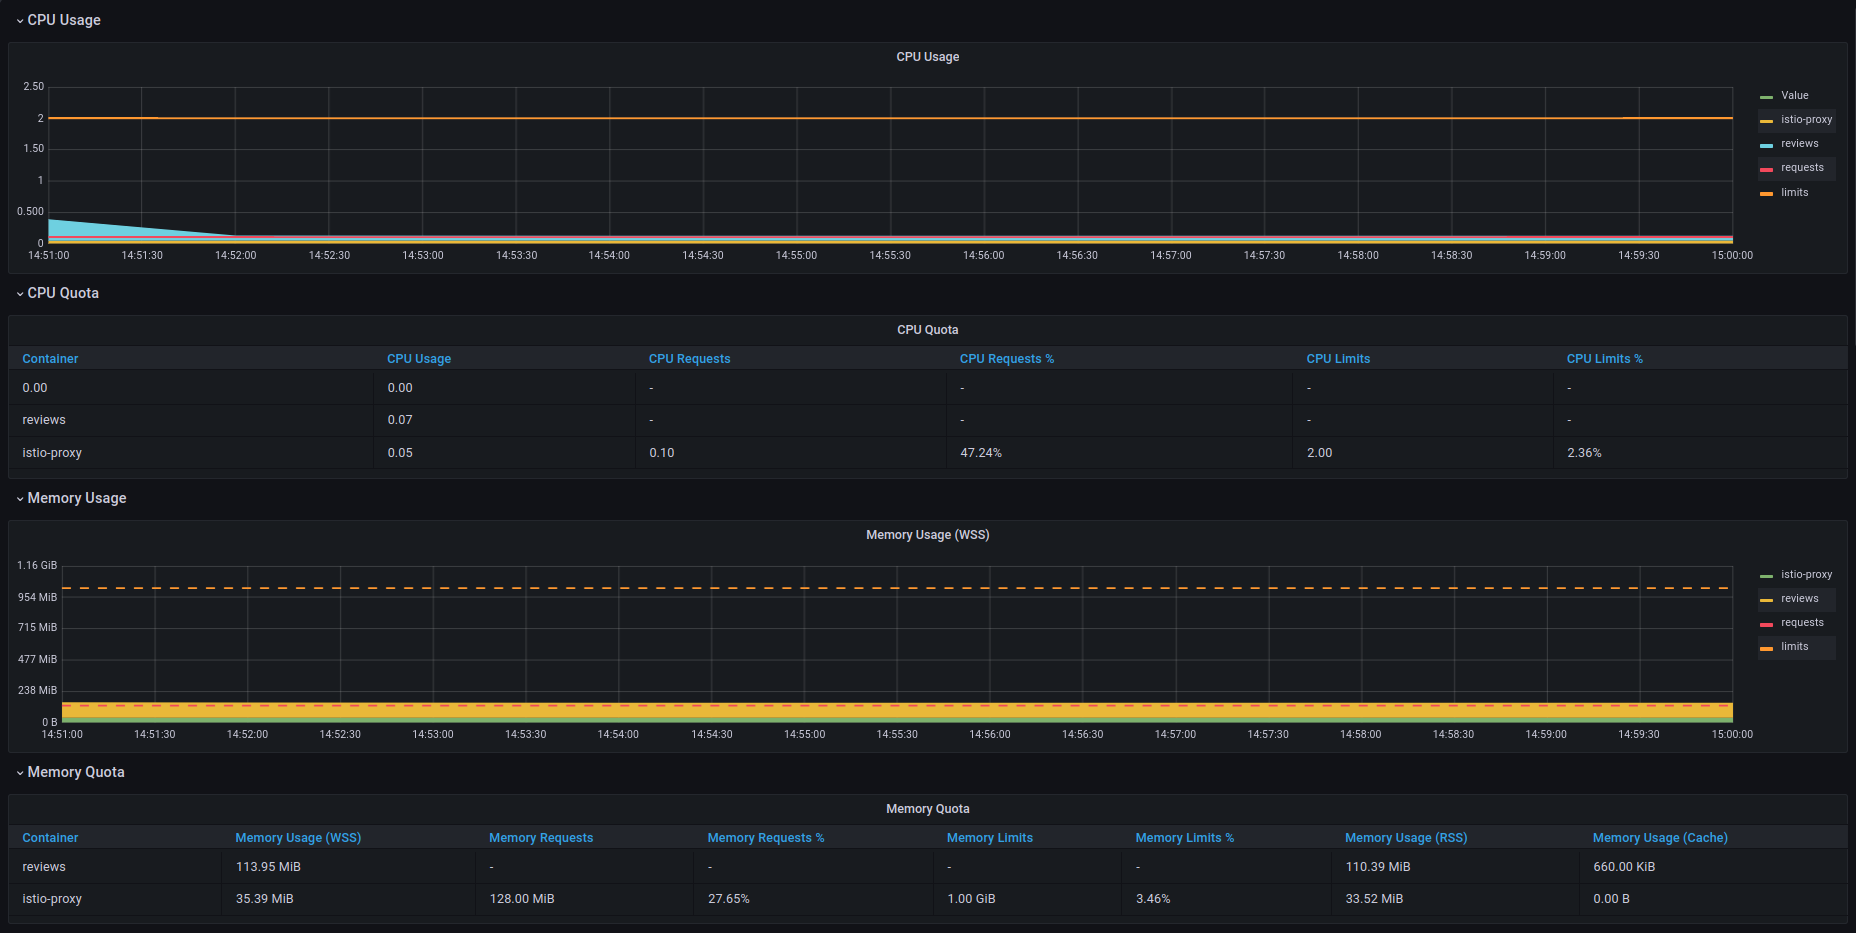 CPU Usage
CPU Usage
2.50
2
1.50
1
0.500
0
14:51:00 14:51:30 14:52:00 14:52:30 14:53:00 14:53:30 14:54:00 14:54:30 14:55:00 14:55:30 14:56:00 14:56:30 14:57:00 14:57:30 14:58:00 14:58:30 14:59:00 14:59:30 15:00:00
Value
istio-proxy
reviews
requests
limits
CPU Quota
CPU Quota
Container CPU Usage CPU Requests CPU Requests % CPU Limits CPU Limits %
0.00 0.00 - - - -
reviews 0.07 - - - -
istio-proxy 0.05 0.10 47.24% 2.00 2.36%
Memory Usage
Memory Usage (WSS)
1.16 GiB
954 MiB
715 MiB
477 MiB
238 MiB
0 B
14:51:00 14:51:30 14:52:00 14:52:30 14:53:00 14:53:30 14:54:00 14:54:30 14:55:00 14:55:30 14:56:00 14:56:30 14:57:00 14:57:30 14:58:00 14:58:30 14:59:00 14:59:30 15:00:00
istio-proxy
reviews
requests
limits
Memory Quota
Memory Quota
Container Memory Usage (WSS) Memory Requests Memory Requests % Memory Limits Memory Limits % Memory Usage (RSS) Memory Usage (Cache)
reviews 113.95 MiB - - - - 110.39 MiB 660.00 KiB
istio-proxy 35.39 MiB 128.00 MiB 27.65% 1.00 GiB 3.46% 33.52 MiB 0.00 B